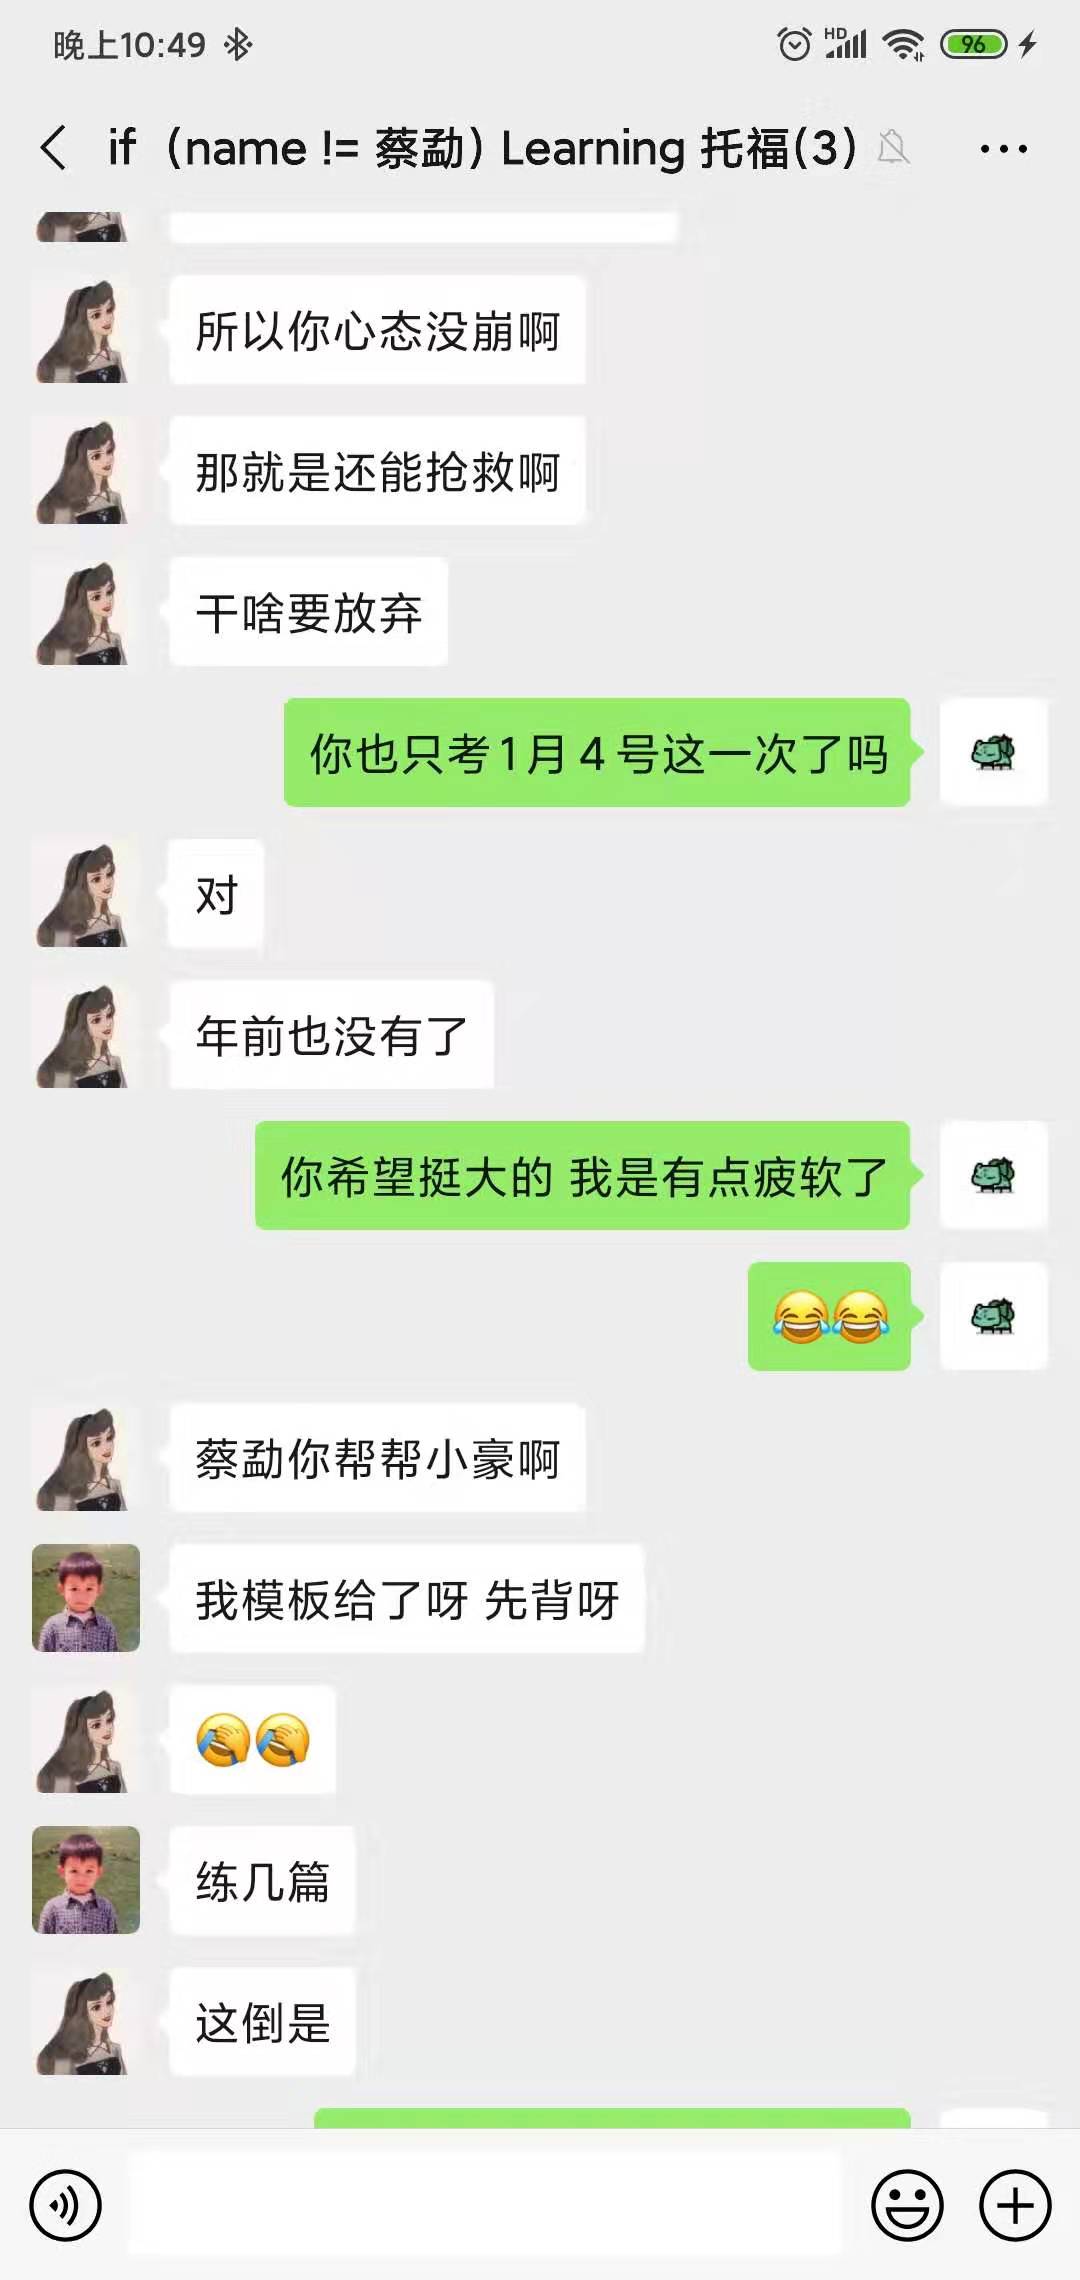 晚上10:49
HD
96
if（name != 蔡勐）Learning 托福(3)
所以你心态没崩啊
那就是还能抢救啊
干啥要放弃
你也只考1月4号这一次了吗
对
年前也没有了
你希望挺大的 我是有点疲软了
😂😂
蔡勐你帮帮小豪啊
我模板给了呀 先背呀
🤦🤦
练几篇
这倒是